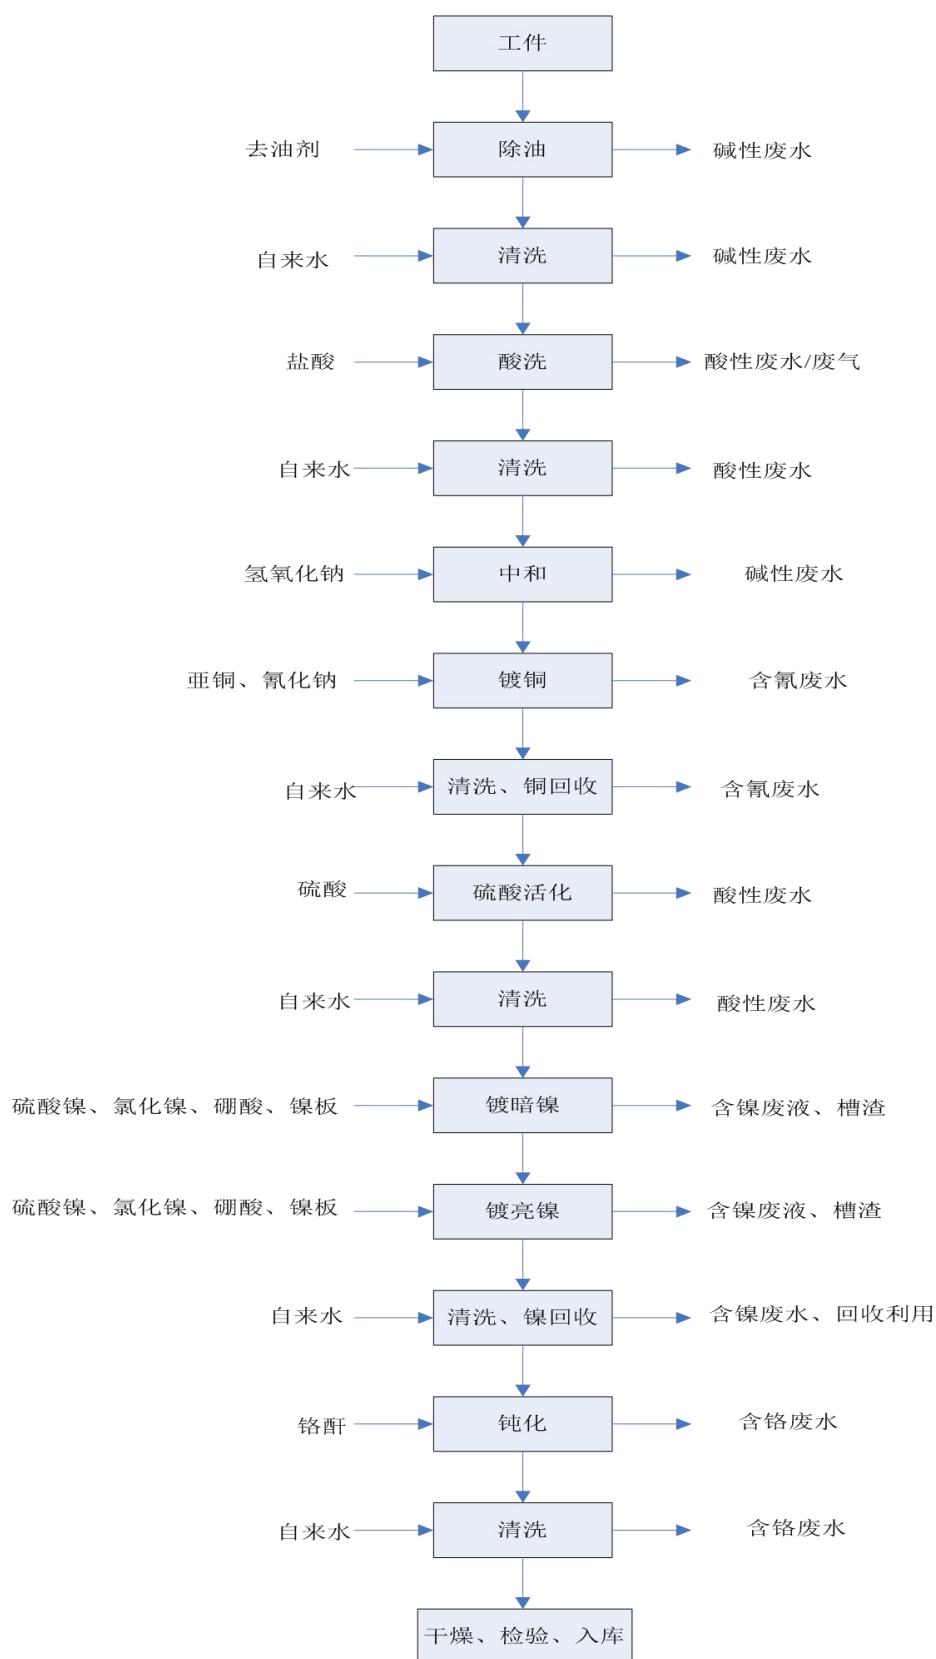 工件
去油剂 除油 碱性废水
自来水 清洗 碱性废水
盐酸 酸洗 酸性废水/废气
自来水 清洗 酸性废水
氢氧化钠 中和 碱性废水
亚铜、氰化钠 镀铜 含氰废水
自来水 清洗、铜回收 含氰废水
硫酸 硫酸活化 酸性废水
自来水 清洗 酸性废水
硫酸镍、氯化镍、硼酸、镍板 镀暗镍 含镍废液、槽渣
硫酸镍、氯化镍、硼酸、镍板 镀亮镍 含镍废液、槽渣
自来水 清洗、镍回收 含镍废水、回收利用
铬酐 钝化 含铬废水
自来水 清洗 含铬废水
干燥、检验、入库